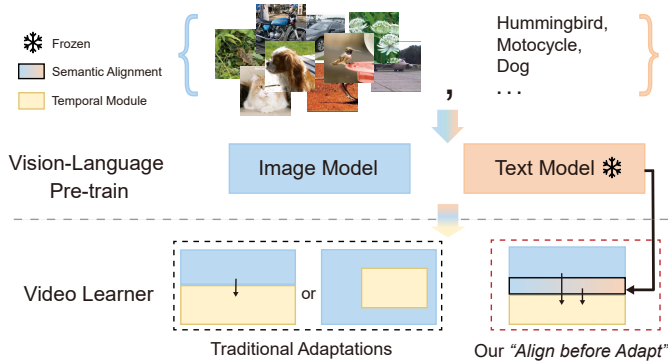 Frozen
Semantic Alignment
Temporal Module
Hummingbird,
Motocycle,
Dog
...
,
Vision-Language
Pre-train
Image Model
Text Model
Video Learner
or
Traditional Adaptations
Our "Align before Adapt"